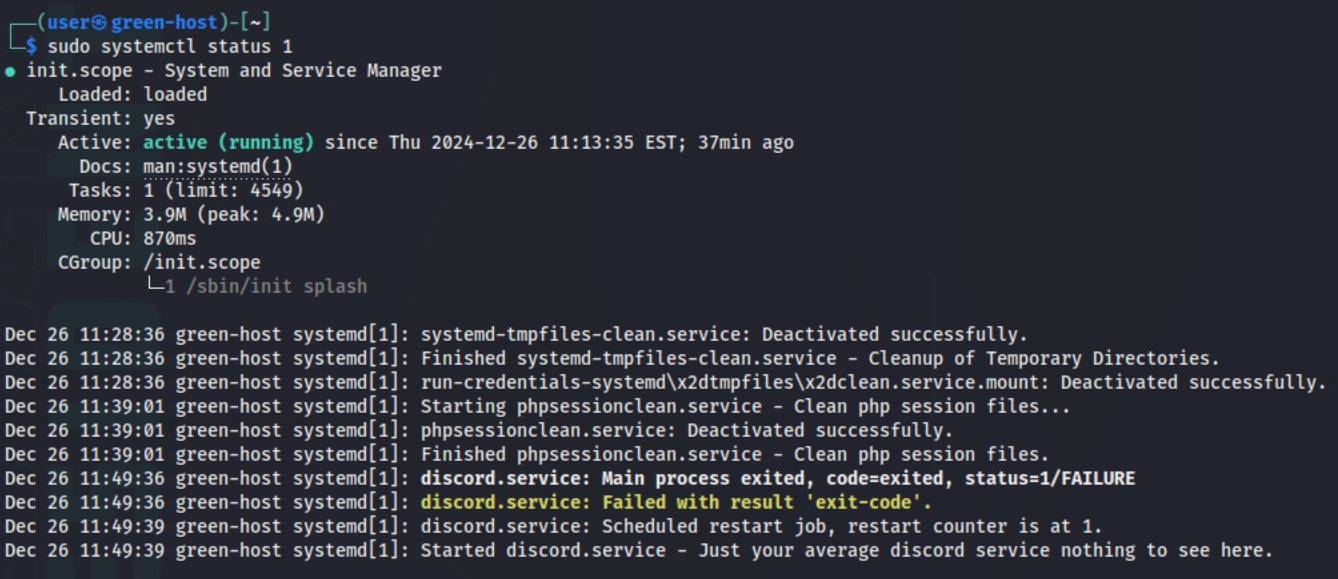 ┌──(user㉿green-host)-[~]
└─$ sudo systemctl status 1
● init.scope - System and Service Manager
     Loaded: loaded
  Transient: yes
     Active: active (running) since Thu 2024-12-26 11:13:35 EST; 37min ago
       Docs: man:systemd(1)
      Tasks: 1 (limit: 4549)
     Memory: 3.9M (peak: 4.9M)
        CPU: 870ms
     CGroup: /init.scope
             └─1 /sbin/init splash
Dec 26 11:28:36 green-host systemd[1]: systemd-tmpfiles-clean.service: Deactivated successfully.
Dec 26 11:28:36 green-host systemd[1]: Finished systemd-tmpfiles-clean.service - Cleanup of Temporary Directories.
Dec 26 11:28:36 green-host systemd[1]: run-credentials-systemd\x2dtmpfiles\x2dclean.service.mount: Deactivated successfully.
Dec 26 11:39:01 green-host systemd[1]: Starting phpsessionclean.service - Clean php session files...
Dec 26 11:39:01 green-host systemd[1]: phpsessionclean.service: Deactivated successfully.
Dec 26 11:39:01 green-host systemd[1]: Finished phpsessionclean.service - Clean php session files.
Dec 26 11:49:36 green-host systemd[1]: discord.service: Main process exited, code=exited, status=1/FAILURE
Dec 26 11:49:36 green-host systemd[1]: discord.service: Failed with result 'exit-code'.
Dec 26 11:49:39 green-host systemd[1]: discord.service: Scheduled restart job, restart counter is at 1.
Dec 26 11:49:39 green-host systemd[1]: Started discord.service - Just your average discord service nothing to see here.